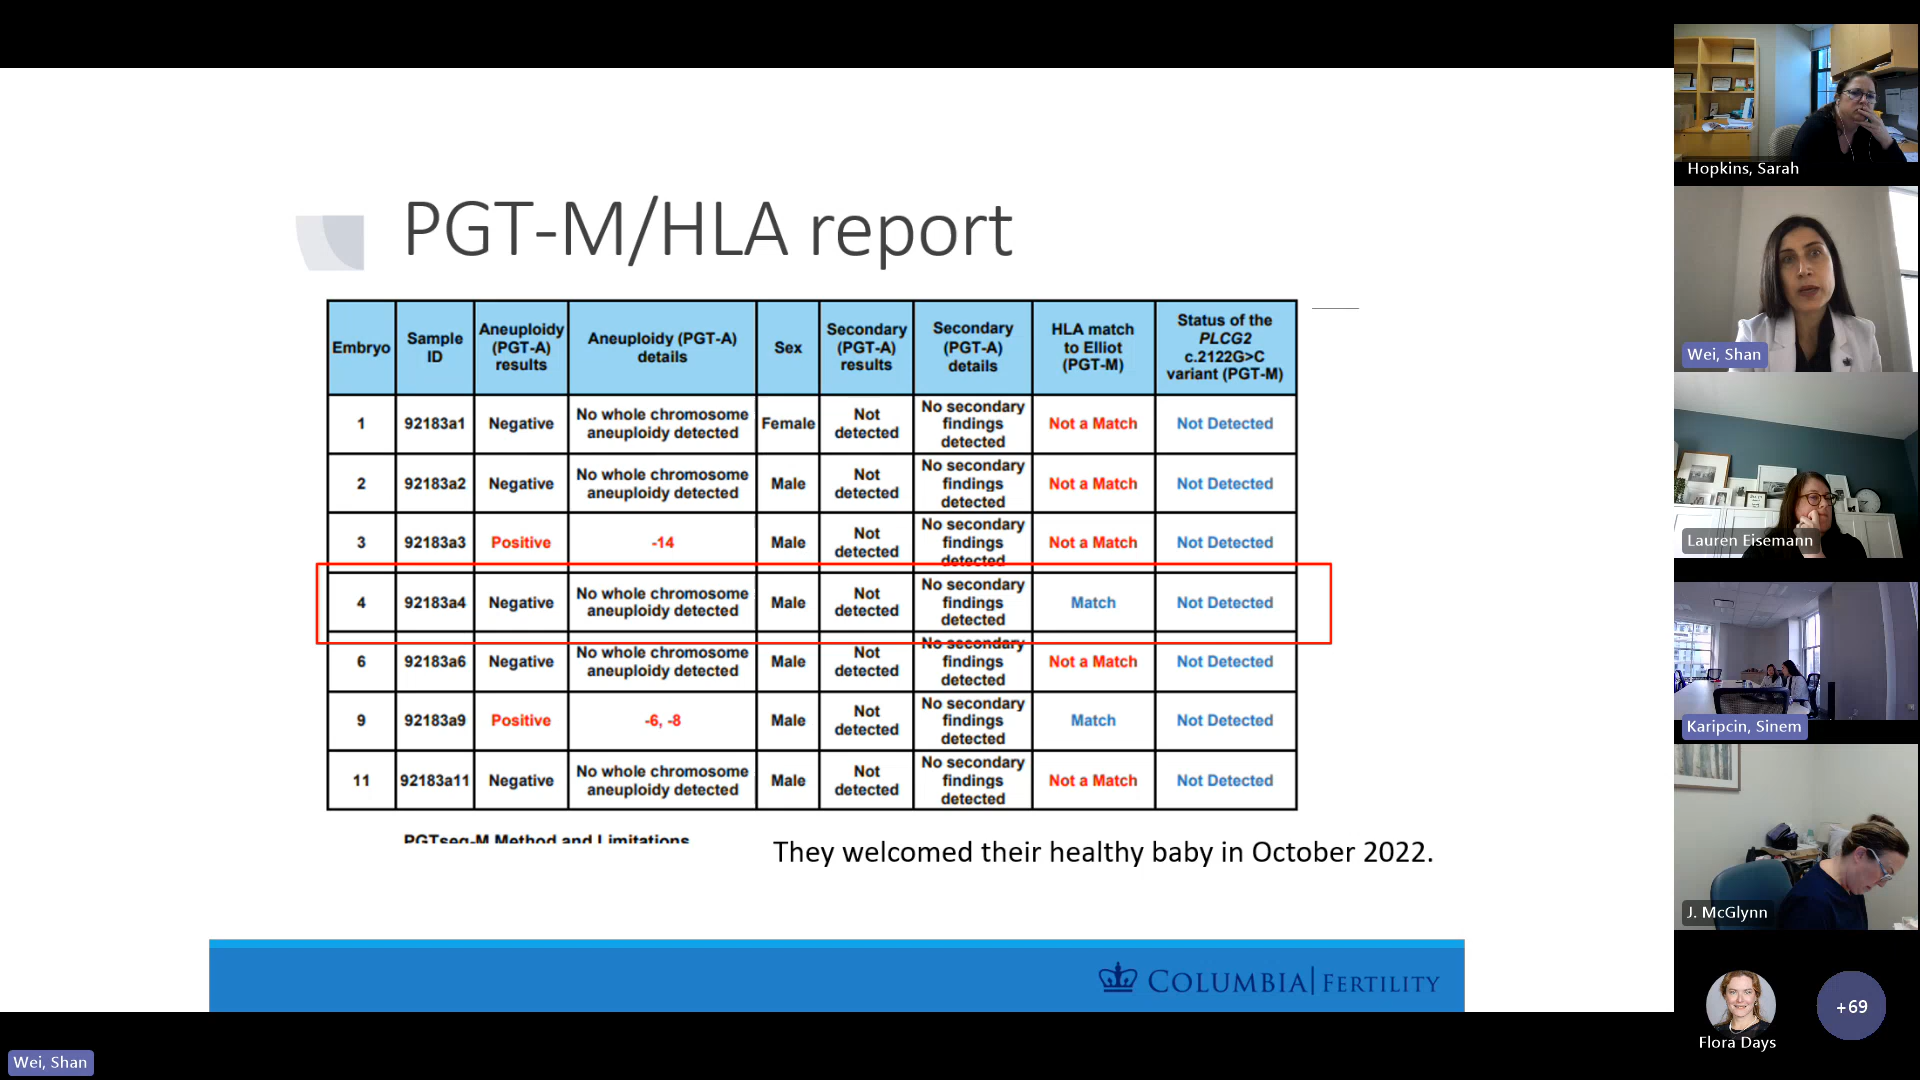 PGT-M/HLA report
Embryo
Sample
ID
Aneuploidy
(PGT-A)
results
Aneuploidy (PGT-A)
details
Sex
Secondary
(PGT-A)
results
Secondary
(PGT-A)
details
HLA match
to Elliot
(PGT-M)
Status of the
PLCG2
c.2122G>C
variant (PGT-M)
1
92183a1
Negative
No whole chromosome
aneuploidy detected
Female
Not
detected
No secondary
findings
detected
Not a Match
Not Detected
2
92183a2
Negative
No whole chromosome
aneuploidy detected
Male
Not
detected
No secondary
findings
detected
Not a Match
Not Detected
3
92183a3
Positive
-14
Male
Not
detected
No secondary
findings
detected
Not a Match
Not Detected
4
92183a4
Negative
No whole chromosome
aneuploidy detected
Male
Not
detected
No secondary
findings
detected
Match
Not Detected
6
92183a6
Negative
No whole chromosome
aneuploidy detected
Male
Not
detected
No secondary
findings
detected
Not a Match
Not Detected
9
92183a9
Positive
-6, -8
Male
Not
detected
No secondary
findings
detected
Match
Not Detected
11
92183a11
Negative
No whole chromosome
aneuploidy detected
Male
Not
detected
No secondary
findings
detected
Not a Match
Not Detected
PGTseq-M Method and Limitations
They welcomed their healthy baby in October 2022.
COLUMBIA | FERTILITY
Hopkins, Sarah
Wei, Shan
Lauren Eisemann
Karipcin, Sinem
J. McGlynn
Flora Days
+69
Wei, Shan